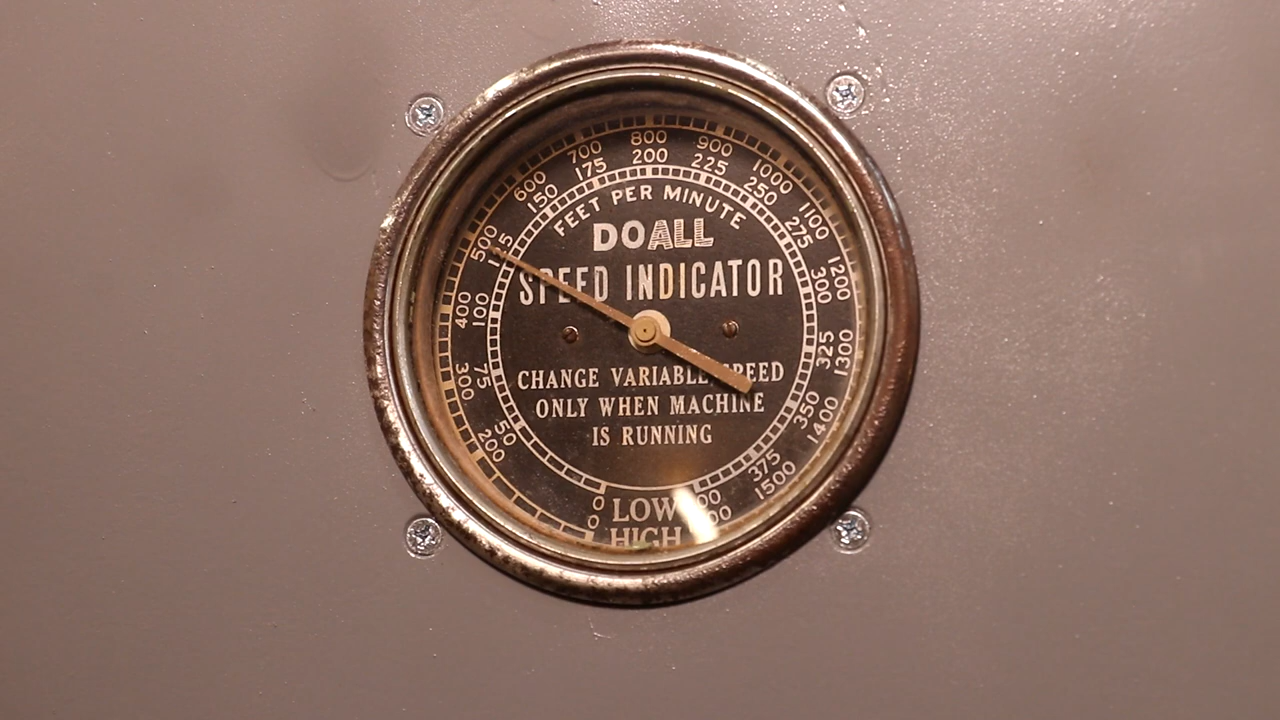 800
700 900
600 1000
500 1100
400 1200
300 1300
200 1400
0 1500
200
175 225
150 250
125 275
100 300
75 325
50 350
0 375
FEET PER MINUTE
DOALL
SPEED INDICATOR
CHANGE VARIABLE SPEED
ONLY WHEN MACHINE
IS RUNNING
LOW
HIGH